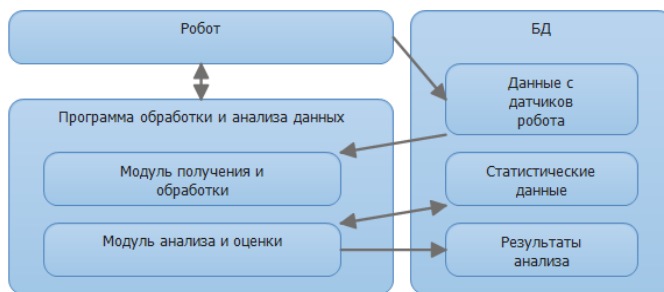 Робот
БД
Данные с
датчиков
робота
Программа обработки и анализа данных
Модуль получения и
обработки
Статистические
данные
Модуль анализа и оценки
Результаты
анализа